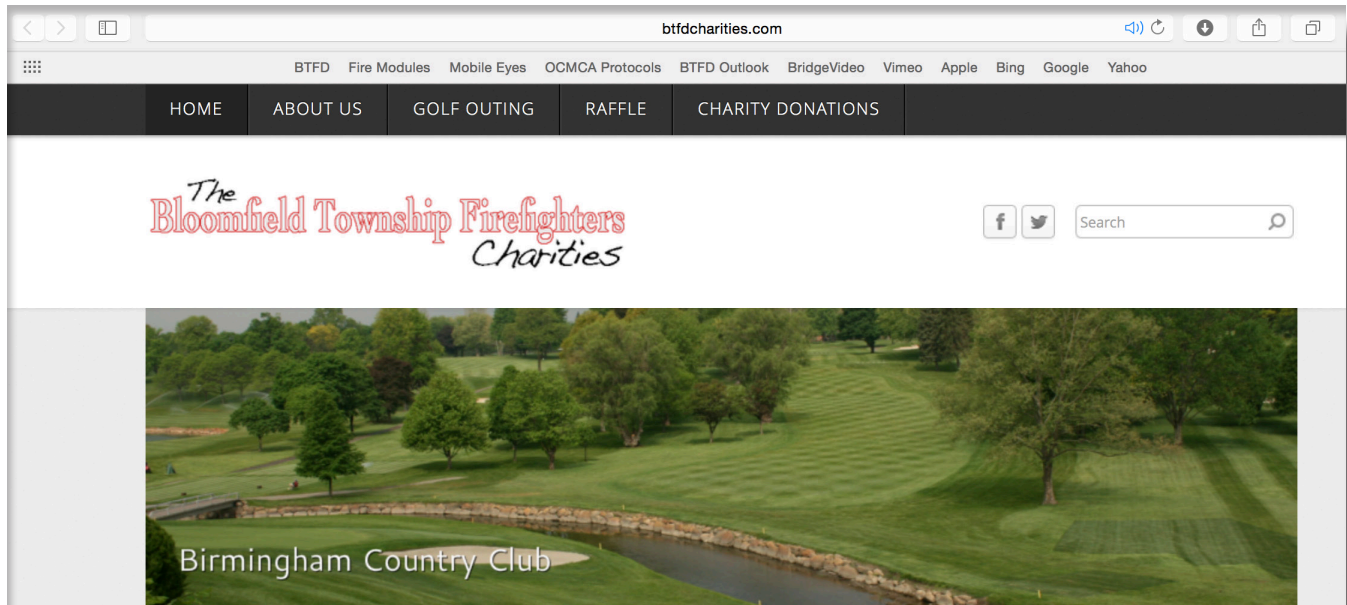 btfdcharities.com
BTFD Fire Modules Mobile Eyes OCMCA Protocols BTFD Outlook BridgeVideo Vimeo Apple Bing Google Yahoo
HOME ABOUT US GOLF OUTING RAFFLE CHARITY DONATIONS
The
Bloomfield Township Firefighters
Charities
Search
Birmingham Country Club